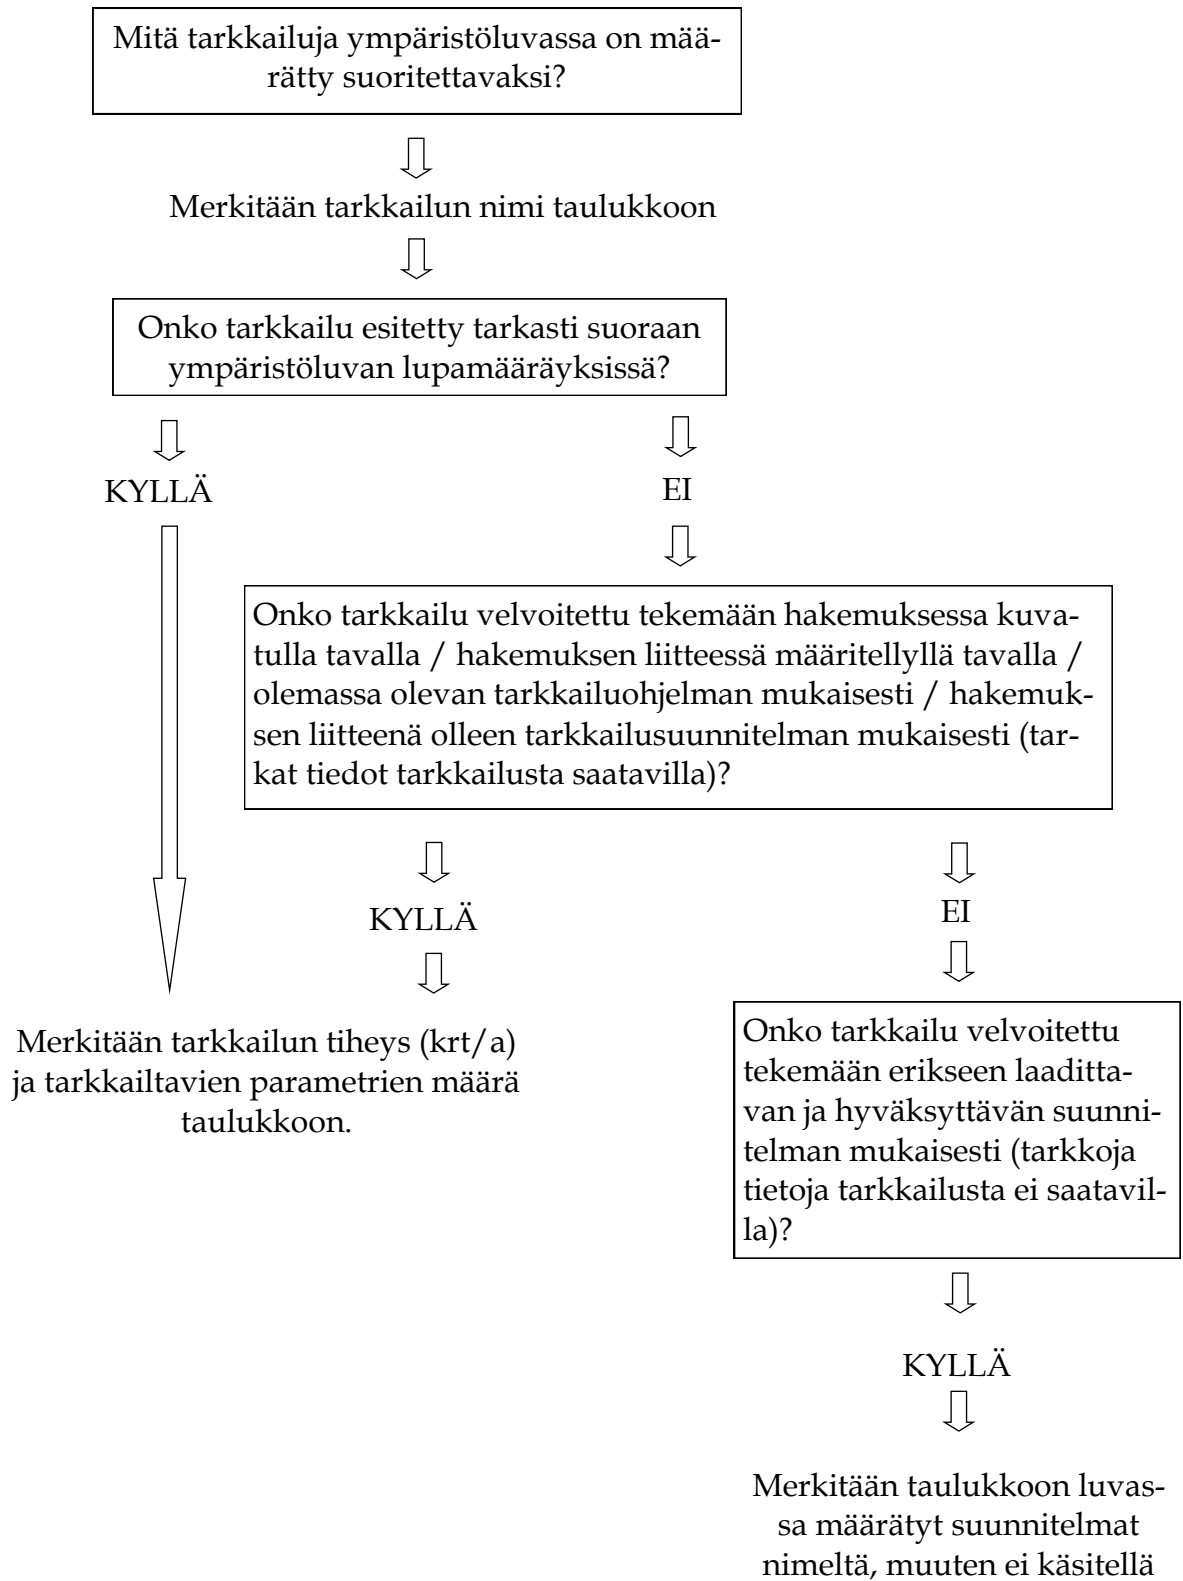 Mitä tarkkailuja ympäristöluvassa on mää-
rätty suoritettavaksi?
Merkitään tarkkailun nimi taulukkoon
Onko tarkkailu esitetty tarkasti suoraan
ympäristöluvan lupamääräyksissä?
KYLLÄ
EI
Onko tarkkailu velvoitettu tekemään hakemuksessa kuva-
tulla tavalla / hakemuksen liitteessä määritellyllä tavalla /
olemassa olevan tarkkailuohjelman mukaisesti / hakemuk-
sen liitteenä olleen tarkkailusuunnitelman mukaisesti (tar-
kat tiedot tarkkailusta saatavilla)?
KYLLÄ
EI
Merkitään tarkkailun tiheys (krt/a)
ja tarkkailtavien parametrien määrä
taulukkoon.
Onko tarkkailu velvoitettu
tekemään erikseen laaditta-
van ja hyväksyttävän suunni-
telman mukaisesti (tarkkoja
tietoja tarkkailusta ei saatavil-
la)?
KYLLÄ
Merkitään taulukkoon luvas-
sa määrätyt suunnitelmat
nimeltä, muuten ei käsitellä